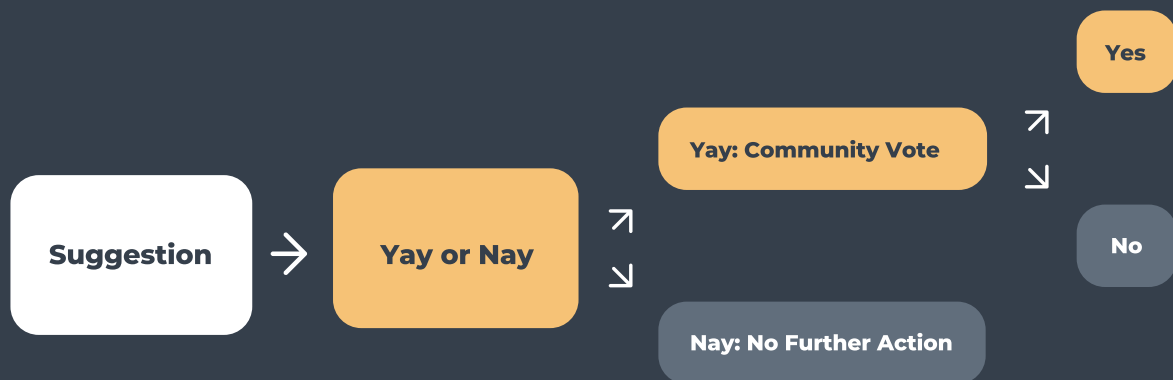 Suggestion
Yay or Nay
Yay: Community Vote
Nay: No Further Action
Yes
No